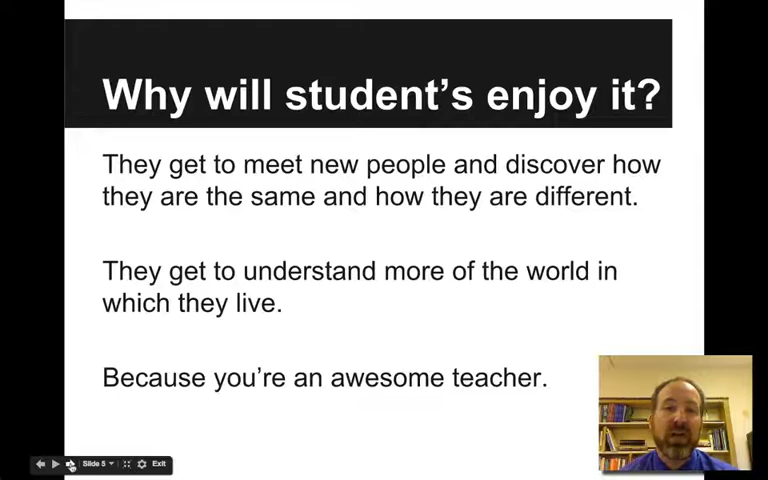 Why will student's enjoy it?
They get to meet new people and discover how
they are the same and how they are different.
They get to understand more of the world in
which they live.
Because you're an awesome teacher.
Slide 5
Exit